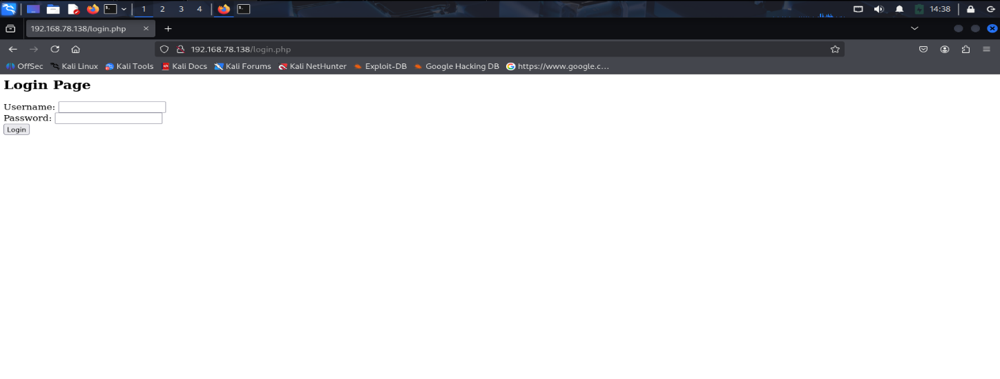 1 2 3 4 14:38
192.168.78.138/login.php
192.168.78.138/login.php
OffSec Kali Linux Kali Tools Kali Docs Kali Forums Kali NetHunter Exploit-DB Google Hacking DB https://www.google.c...
Login Page
Username:
Password:
Login